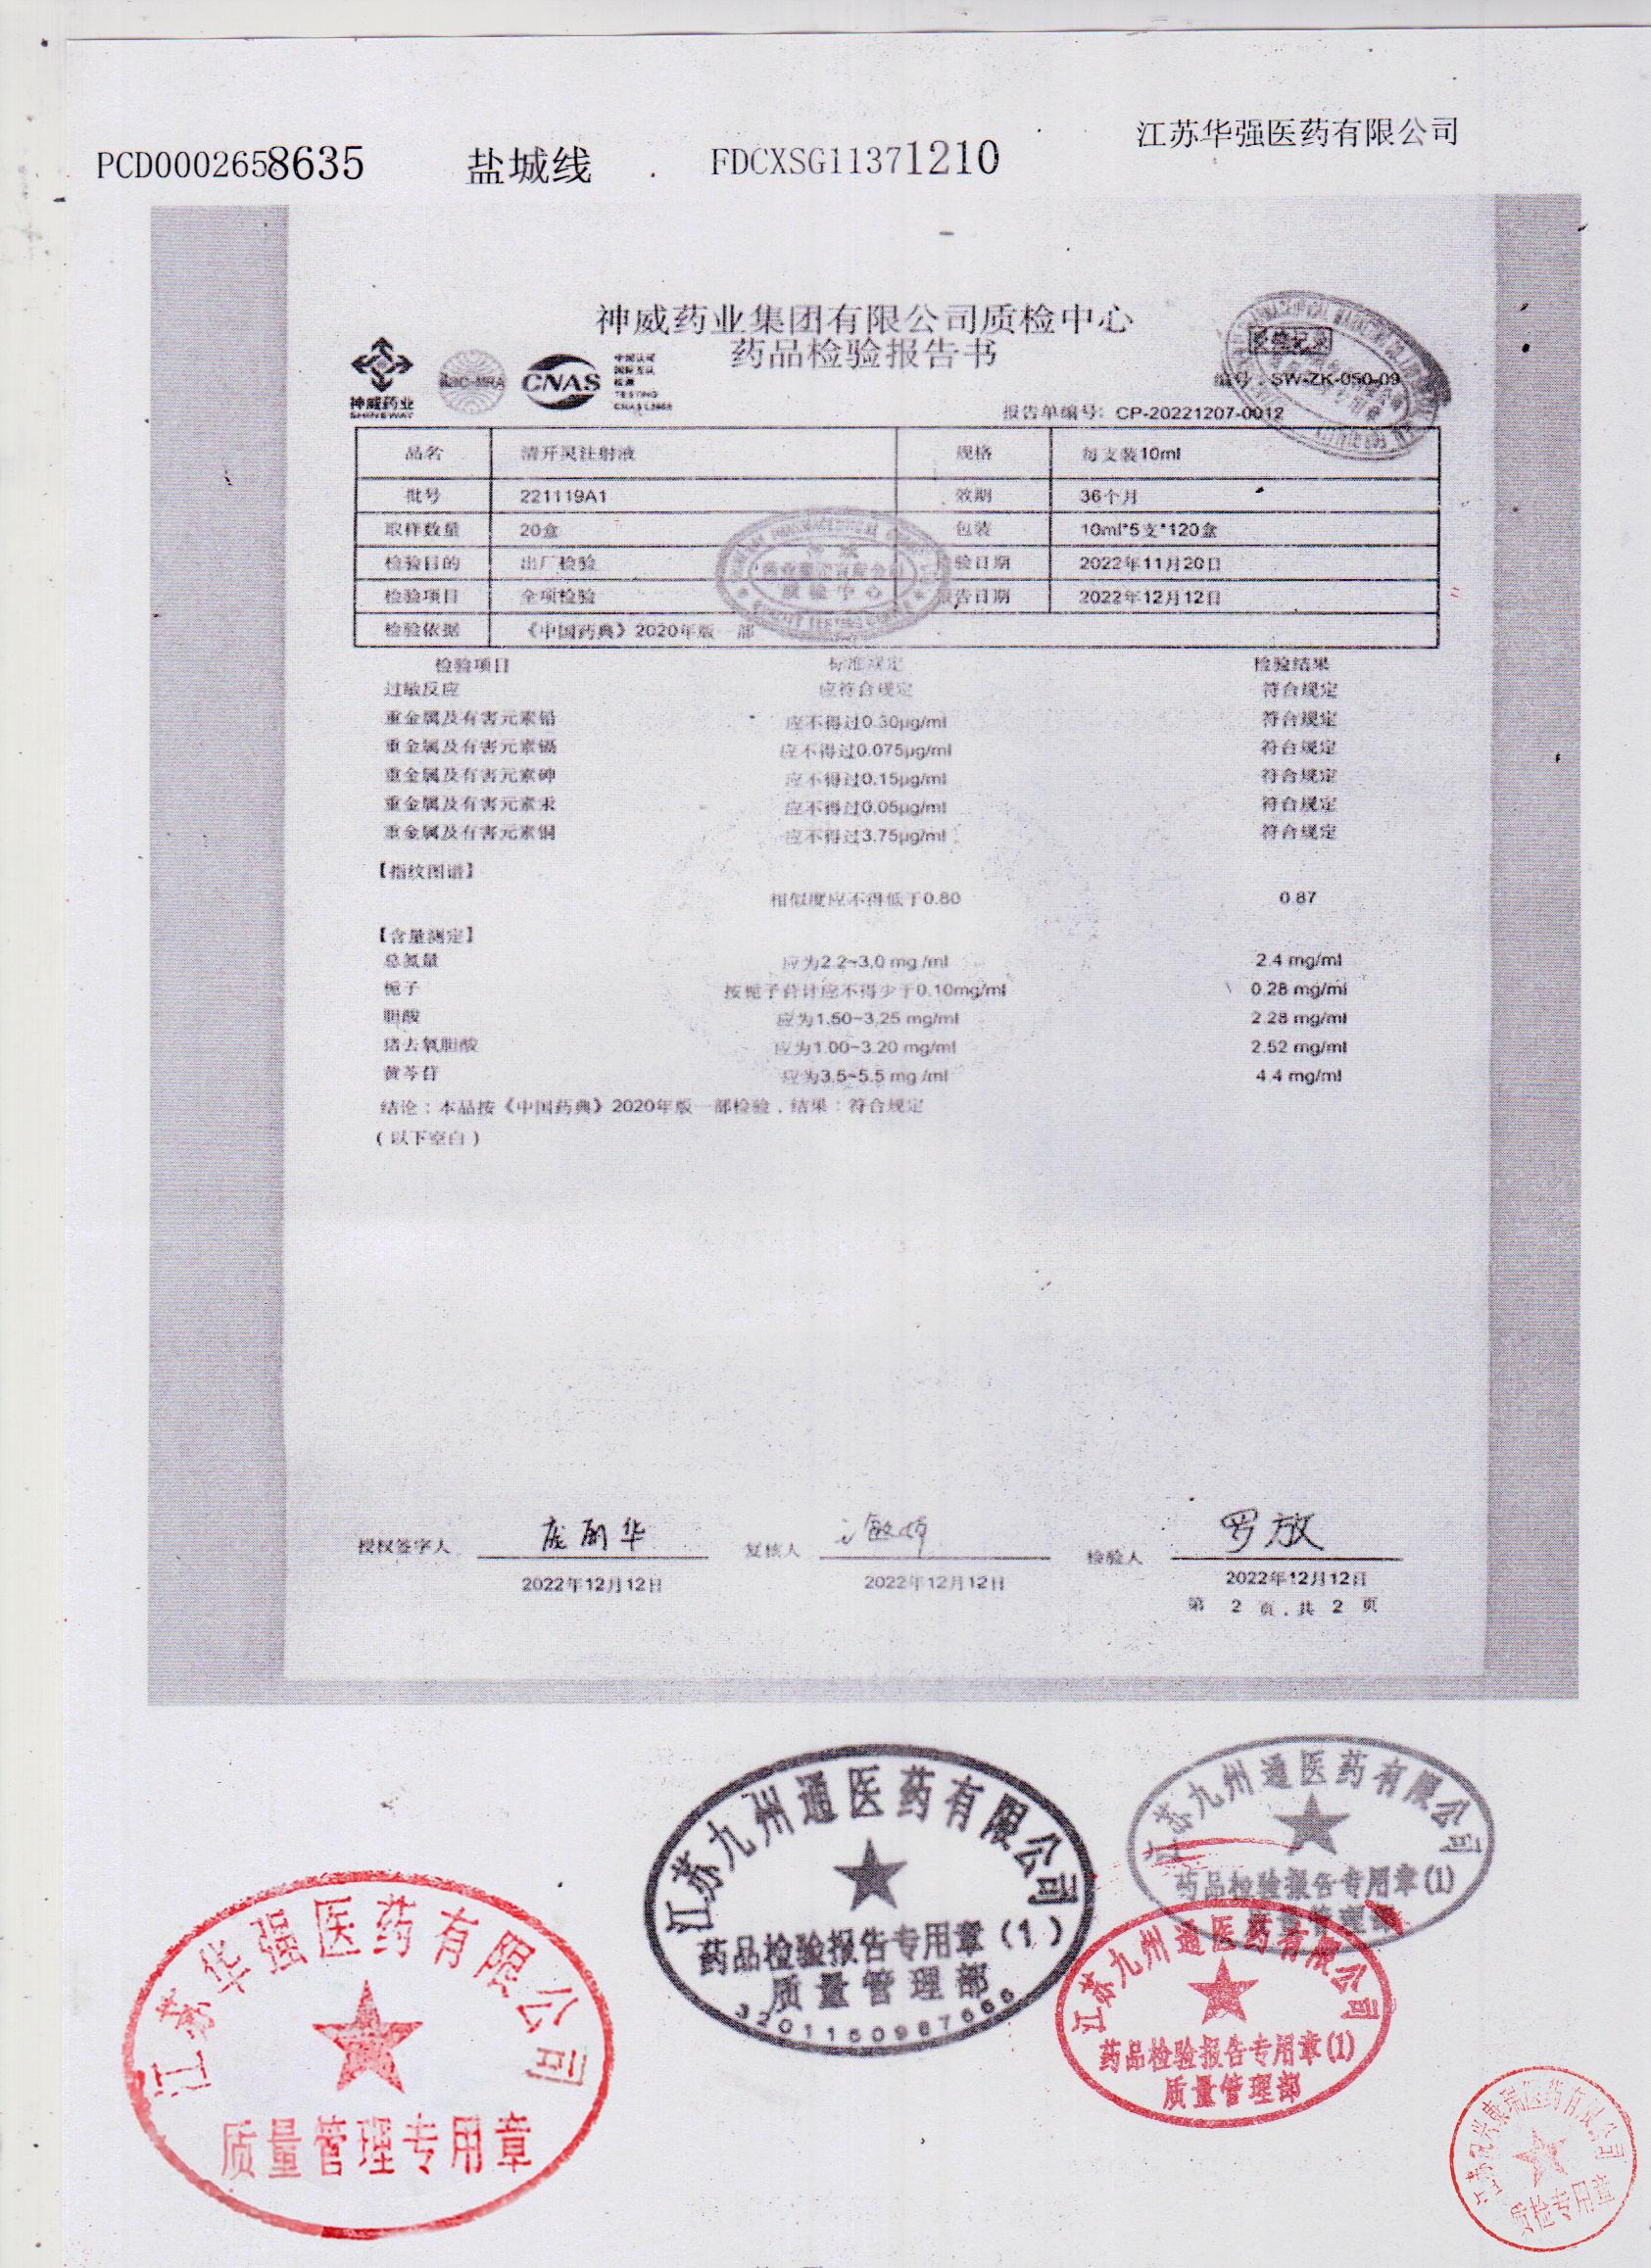 江苏华强医药有限公司
PCD0002658635 盐城线 FDCXSG11371210
神威药业集团有限公司质检中心
药品检验报告书
神威药业
SHINEWAY
ilac-MRA
CNAS
中国认可
国际互认
检测
TESTING
编号:SW-ZK-050-09
报告单编号: CP-20221207-0012
品名 清开灵注射液 规格 每支装10ml
批号 221119A1 效期 36个月
取样数量 20盒 包装 10ml*5支*120盒
检验目的 出厂检验 检验日期 2022年11月20日
检验项目 全项检验 报告日期 2022年12月12日
检验依据 《中国药典》2020年版一部
检验项目 标准规定 检验结果
过敏反应 应符合规定 符合规定
重金属及有害元素铅 应不得过0.30μg/ml 符合规定
重金属及有害元素镉 应不得过0.075μg/ml 符合规定
重金属及有害元素砷 应不得过0.15μg/ml 符合规定
重金属及有害元素汞 应不得过0.05μg/ml 符合规定
重金属及有害元素铜 应不得过3.75μg/ml 符合规定
【指纹图谱】
相似度应不得低于0.80 0.87
【含量测定】
总氮量 应为2.2~3.0 mg /ml 2.4 mg/ml
栀子 按栀子苷计应不得少于0.10mg/ml 0.28 mg/ml
胆酸 应为1.50~3.25 mg/ml 2.28 mg/ml
猪去氧胆酸 应为1.00~3.20 mg/ml 2.52 mg/ml
黄芩苷 应为3.5~5.5 mg /ml 4.4 mg/ml
结论:本品按《中国药典》2020年版一部检验,结果:符合规定
(以下空白)
授权签字人 复核人 检验人 罗放
2022年12月12日 2022年12月12日 2022年12月12日
第 2 页,共 2 页
江苏九州通医药有限公司
药品检验报告专用章(1)
质量管理部
3201150987666
江苏九州通医药有限公司
药品检验报告专用章(1)
质量管理部
江苏华强医药有限公司
质量管理专用章
江苏九州通医药有限公司
药品检验报告专用章(1)
质量管理部
质检专用章